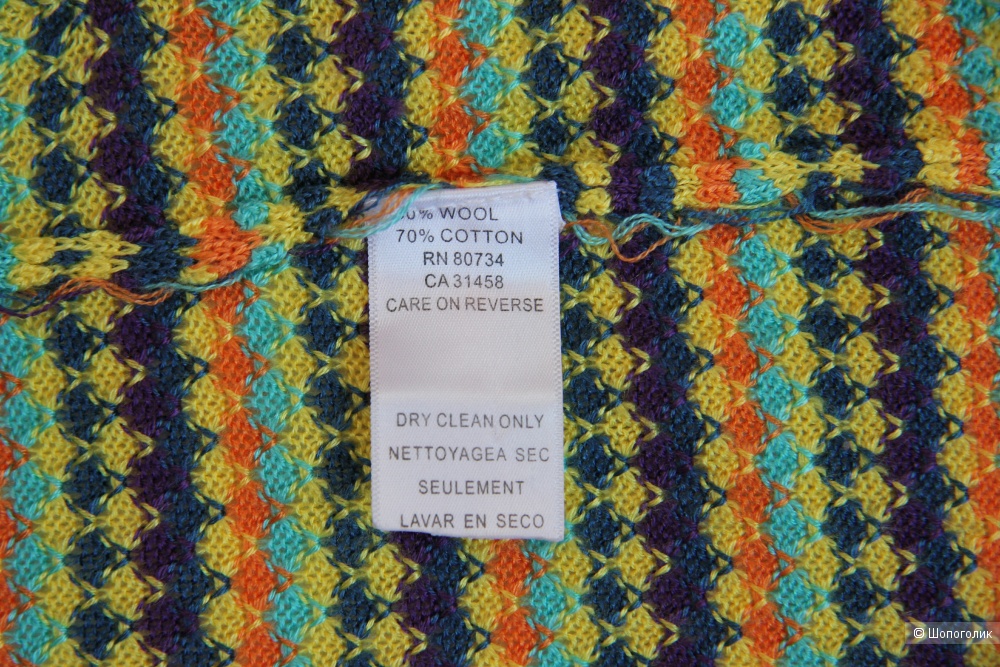 % WOOL
70% COTTON
RN 80734
CA 31458
CARE ON REVERSE
DRY CLEAN ONLY
NETTOYAGEA SEC
SEULEMENT
LAVAR EN SECO
© Шопоголик